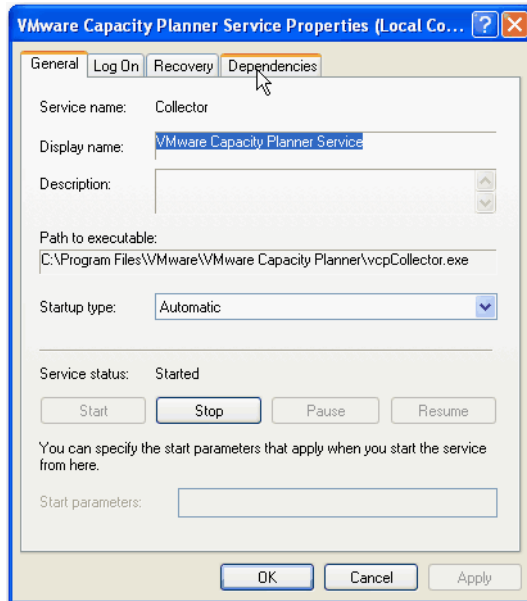 VMware Capacity Planner Service Properties (Local Co...
General Log On Recovery Dependencies
Service name: Collector
Display name: VMware Capacity Planner Service
Description:
Path to executable:
C:\Program Files\VMware\VMware Capacity Planner\vcpCollector.exe
Startup type: Automatic
Service status: Started
Start Stop Pause Resume
You can specify the start parameters that apply when you start the service
from here.
Start parameters:
OK Cancel Apply